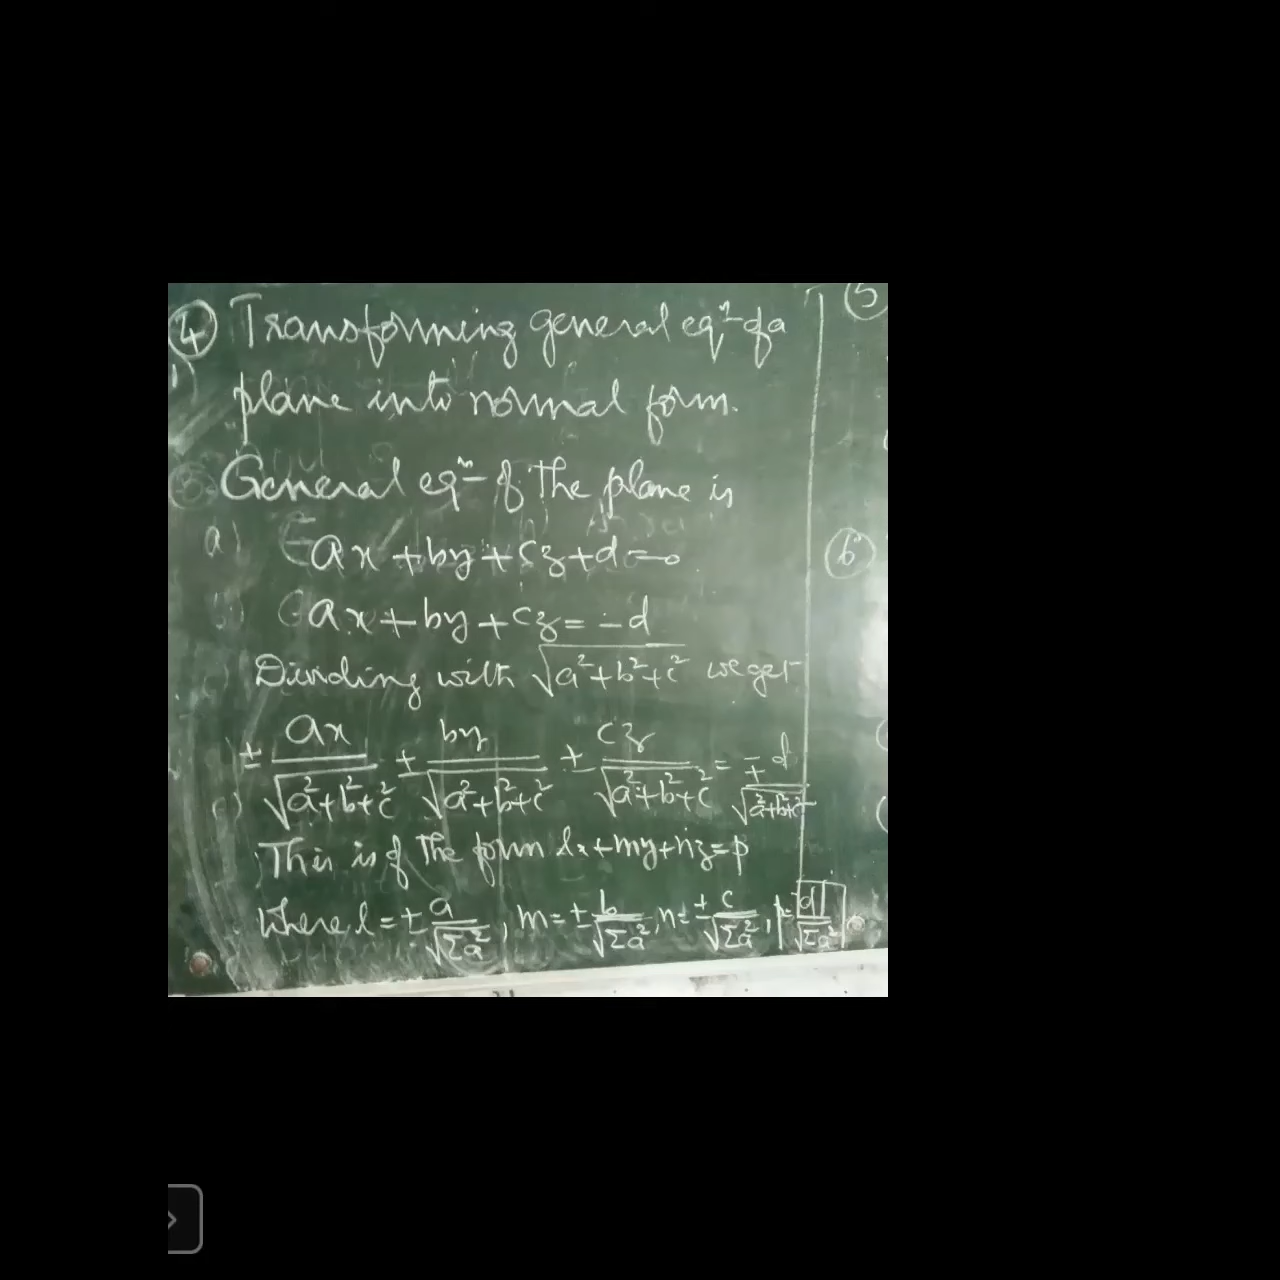 ④ Transforming general eqⁿ of a
plane into normal form.
General eqⁿ of the plane is
ax + by + cz + d = 0
ax + by + cz = -d
Dividing with √(a²+b²+c²) we get
± ax/√(a²+b²+c²) ± by/√(a²+b²+c²) ± cz/√(a²+b²+c²) = ∓ d/√(a²+b²+c²)
This is of the form lx+my+nz=p
where l = ± a/√Σa², m = ± b/√Σa², n = ± c/√Σa², p = |d|/√Σa².
5
6